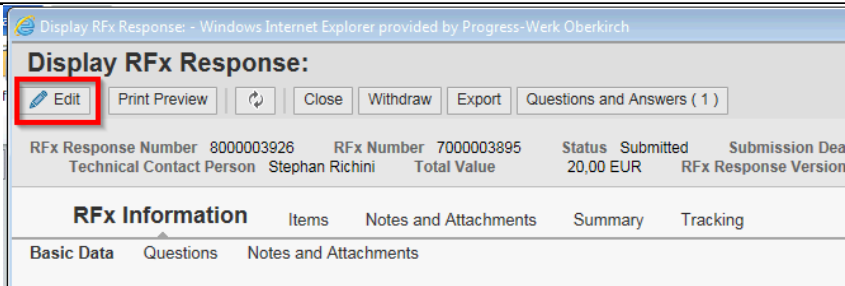 Display RFx Response: - Windows Internet Explorer provided by Progress-Werk Oberkirch
Display RFx Response:
Edit Print Preview Close Withdraw Export Questions and Answers ( 1 )
RFx Response Number 8000003926 RFx Number 7000003895 Status Submitted Submission Dea
Technical Contact Person Stephan Richini Total Value 20,00 EUR RFx Response Version
RFx Information Items Notes and Attachments Summary Tracking
Basic Data Questions Notes and Attachments